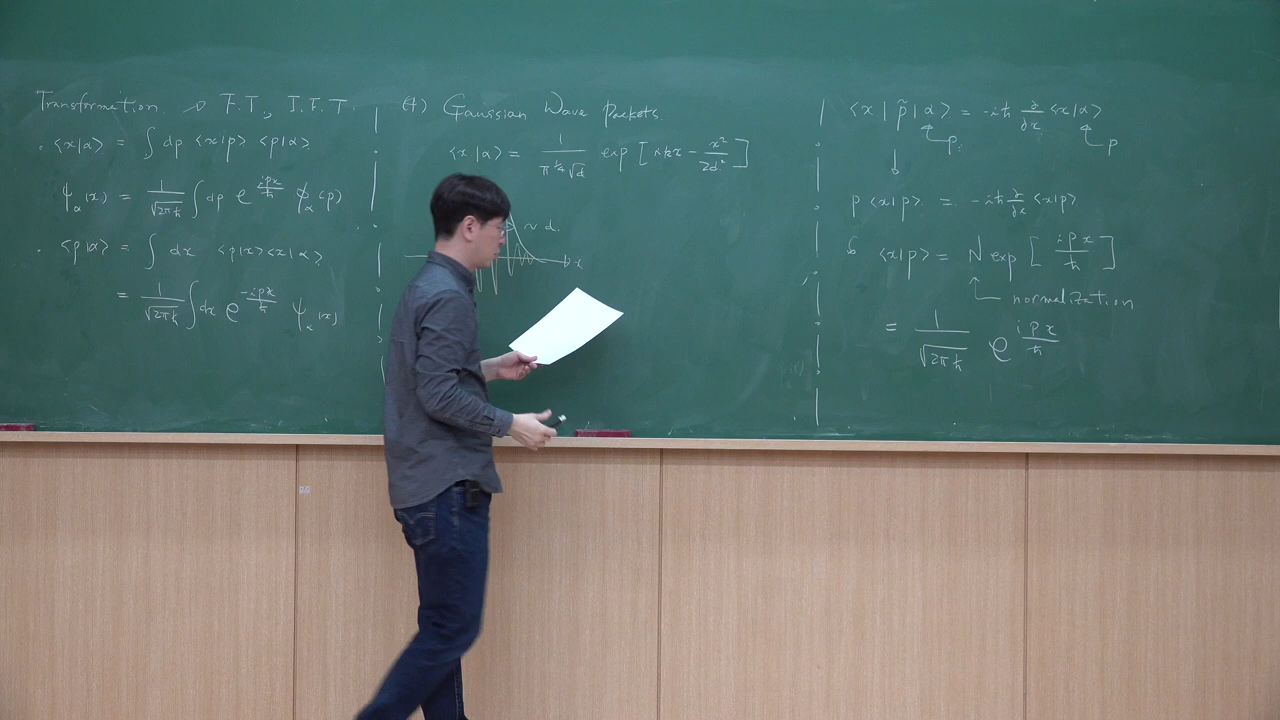 Transformation → F.T., I.F.T.
· <x|α> = ∫ dp <x|p> <p|α>
ψ_α(x) = 1/√(2πħ) ∫ dp e^(ipx/ħ) φ_α(p)
· <p|α> = ∫ dx <p|x><x|α>
= 1/√(2πħ) ∫ dx e^(-ipx/ħ) ψ_α(x)
(4) Gaussian Wave Packets.
<x|α> = 1/(π^(1/4)√d) exp[ikx - x²/(2d²)]
~ d.
x
<x|p̃|α> = -iħ ∂/∂x <x|α>
p. p
p <x|p> = -iħ ∂/∂x <x|p>
<x|p> = N exp[ipx/ħ]
normalization
= 1/√(2πħ) e^(ipx/ħ)